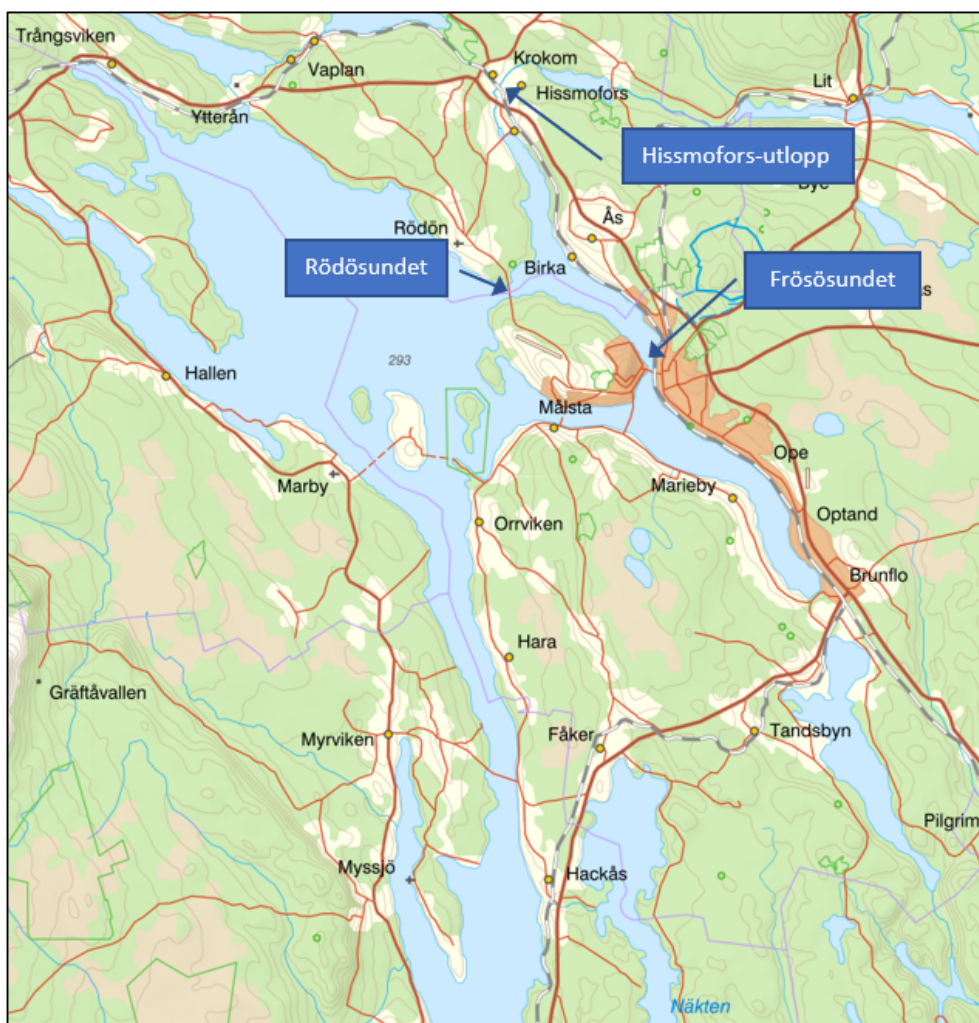 Trångsviken
Vaplan
Krokom
Hissmofors
Lit
Ytterån
Hissmofors-utlopp
Bye
Ås
Rödön
Rödösundet
Birka
Frösösundet
293
Hallen
Målsta
Marby
Ope
Marieby
Orrviken
Optand
Brunflo
Hara
Gräftåvallen
Myrviken
Fåker
Tandsbyn
Pilgrim
Myssjö
Hackås
Näkten